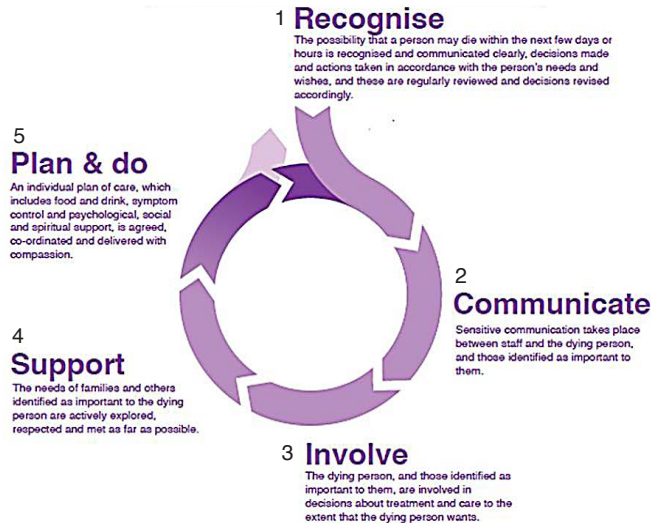 1 Recognise
The possibility that a person may die within the next few days or
hours is recognised and communicated clearly, decisions made
and actions taken in accordance with the person's needs and
wishes, and these are regularly reviewed and decisions revised
accordingly.
2
Communicate
Sensitive communication takes place
between staff and the dying person,
and those identified as important to
them.
3 Involve
The dying person, and those identified as
important to them, are involved in
decisions about treatment and care to the
extent that the dying person wants.
4
Support
The needs of families and others
identified as important to the dying
person are actively explored,
respected and met as far as possible.
5
Plan & do
An individual plan of care, which
includes food and drink, symptom
control and psychological, social
and spiritual support, is agreed,
co-ordinated and delivered with
compassion.